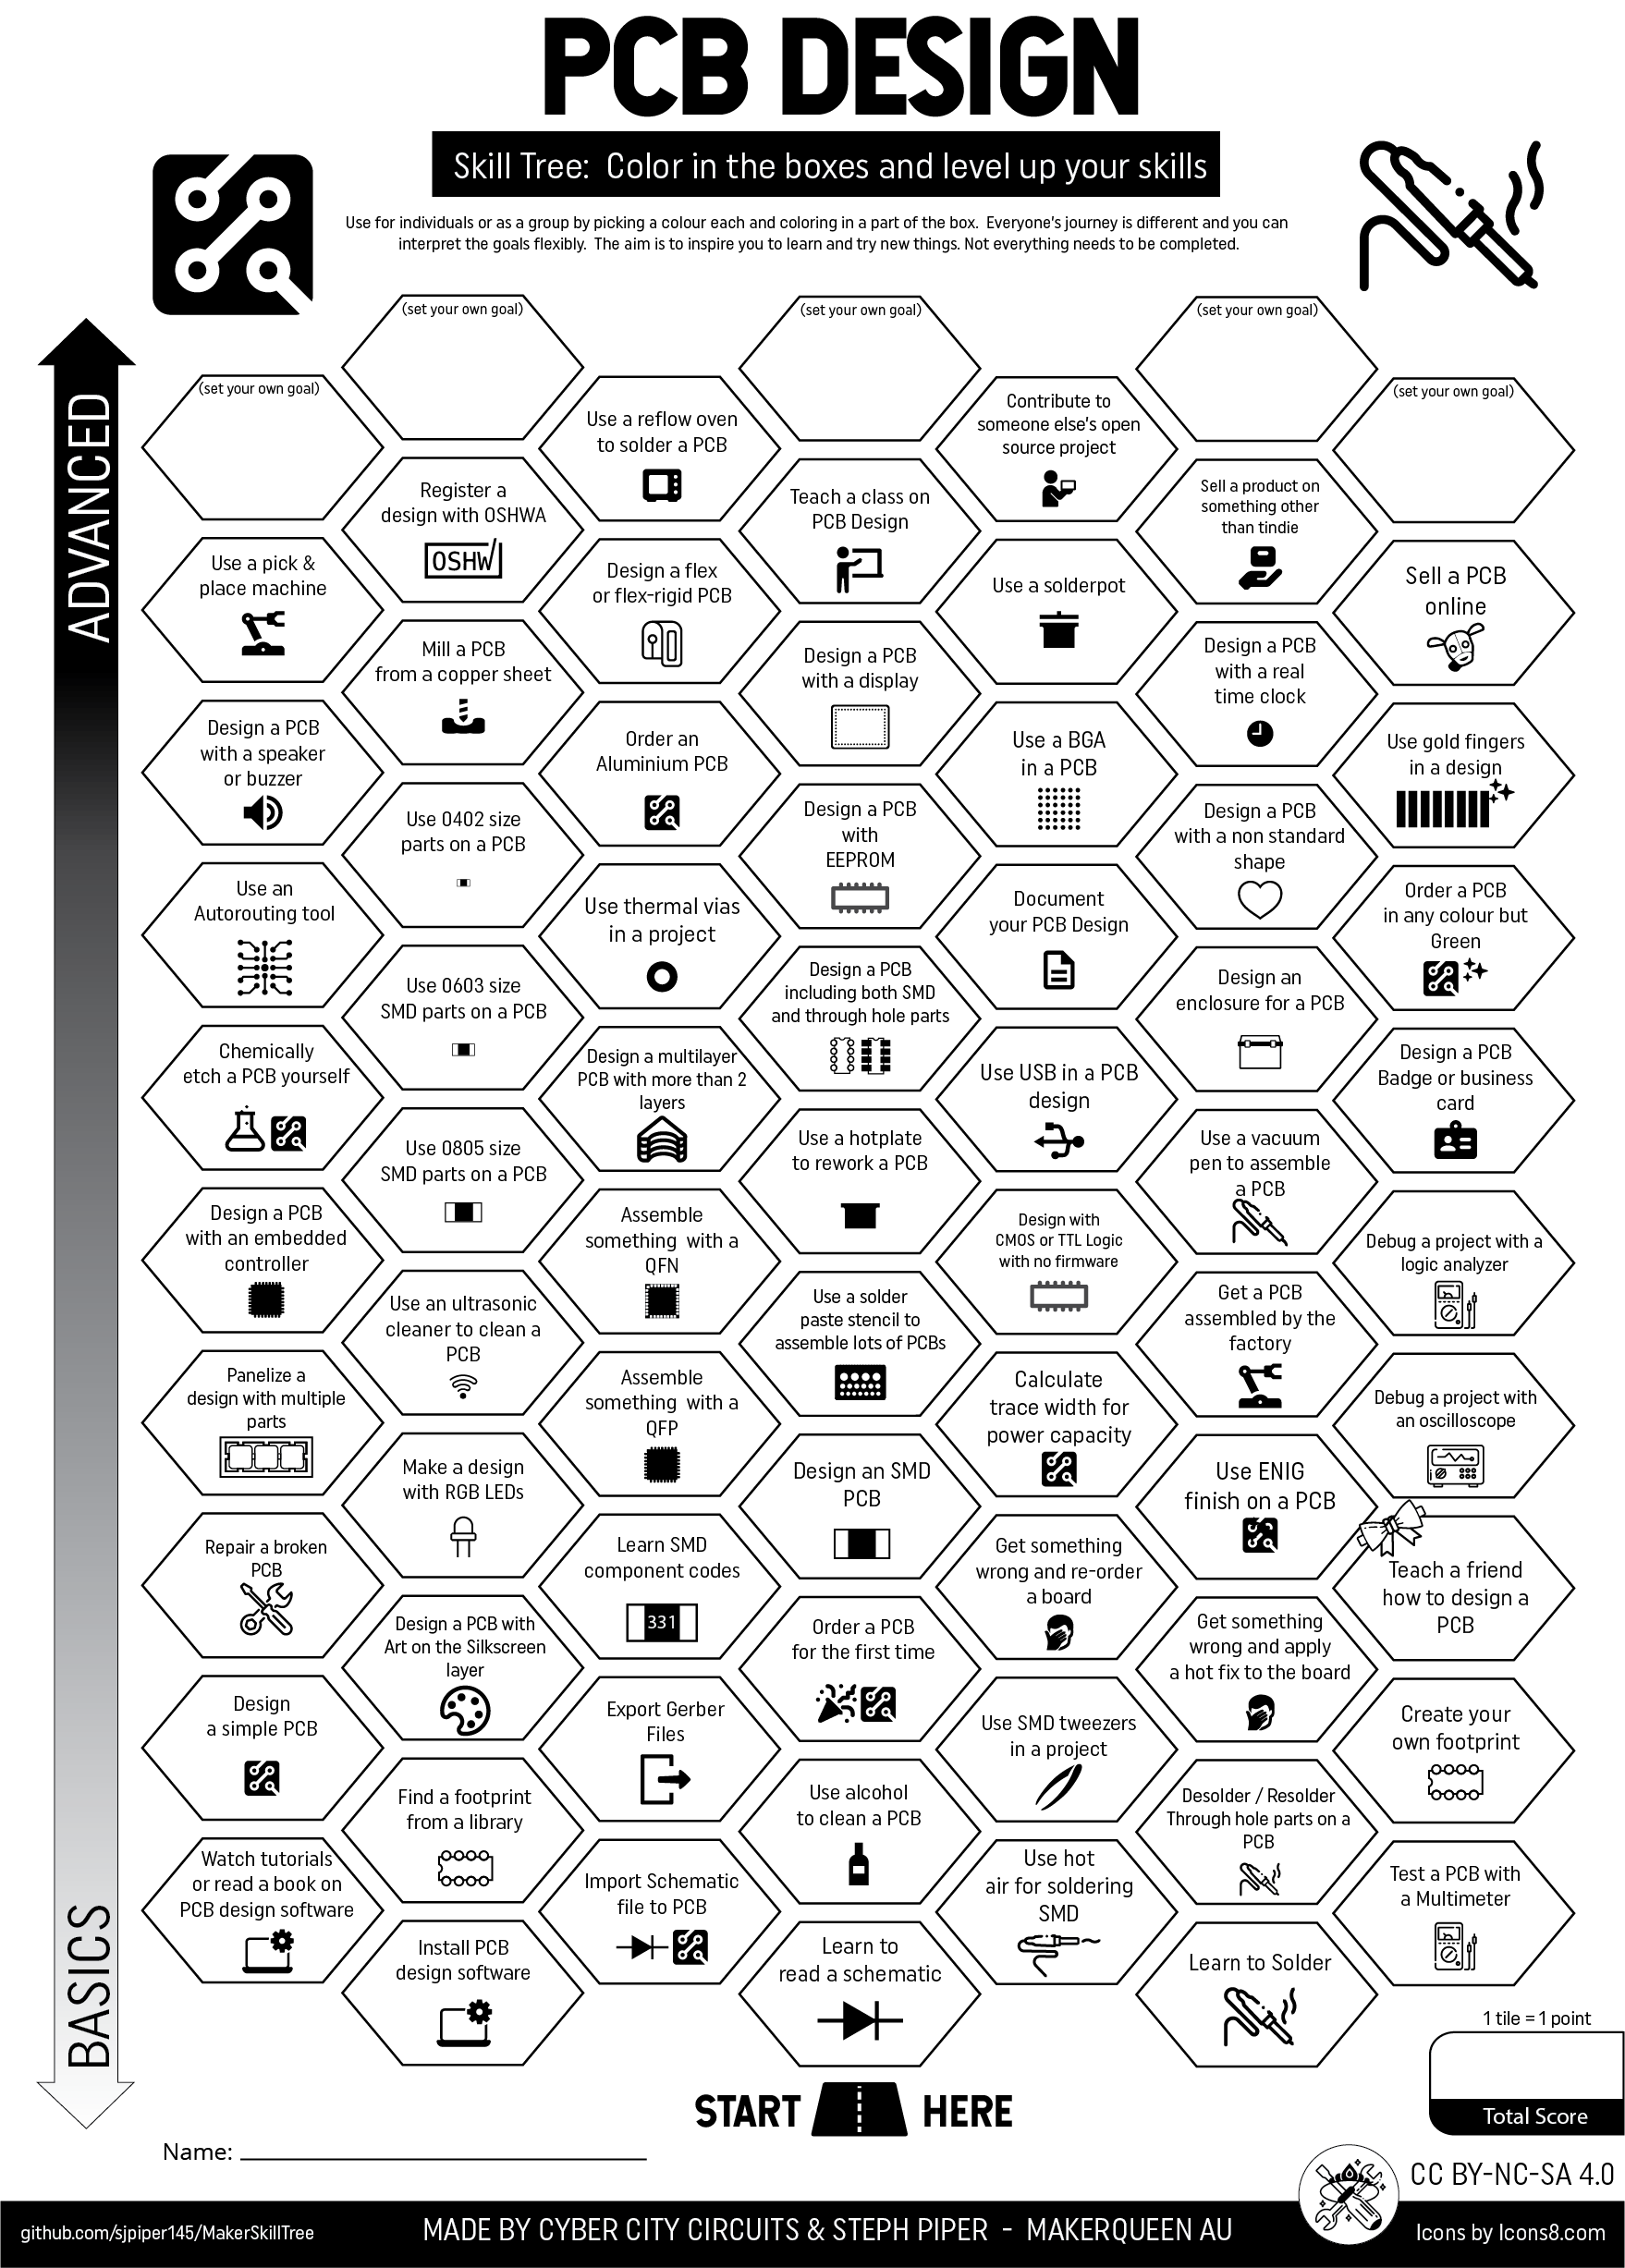 PCB DESIGN
Skill Tree:  Color in the boxes and level up your skills
Use for individuals or as a group by picking a colour each and coloring in a part of the box.  Everyone's journey is different and you can
interpret the goals flexibly.  The aim is to inspire you to learn and try new things. Not everything needs to be completed.
ADVANCED
(set your own goal)
(set your own goal)
(set your own goal)
(set your own goal)
(set your own goal)
Use a reflow oven
to solder a PCB
Contribute to
someone else's open
source project
Register a
design with OSHWA
OSHW
Teach a class on
PCB Design
Sell a product on
something other
than tindie
Use a pick &
place machine
Design a flex
or flex-rigid PCB
Use a solderpot
Sell a PCB
online
Mill a PCB
from a copper sheet
Design a PCB
with a display
Design a PCB
with a real
time clock
Design a PCB
with a speaker
or buzzer
Order an
Aluminium PCB
Use a BGA
in a PCB
Use gold fingers
in a design
Use 0402 size
parts on a PCB
Design a PCB
with
EEPROM
Design a PCB
with a non standard
shape
Use an
Autorouting tool
Use thermal vias
in a project
Document
your PCB Design
Order a PCB
in any colour but
Green
Use 0603 size
SMD parts on a PCB
Design a PCB
including both SMD
and through hole parts
Design an
enclosure for a PCB
Chemically
etch a PCB yourself
Design a multilayer
PCB with more than 2
layers
Use USB in a PCB
design
Design a PCB
Badge or business
card
Use 0805 size
SMD parts on a PCB
Use a hotplate
to rework a PCB
Use a vacuum
pen to assemble
a PCB
Design a PCB
with an embedded
controller
Assemble
something  with a
QFN
Design with
CMOS or TTL Logic
with no firmware
Debug a project with a
logic analyzer
Use an ultrasonic
cleaner to clean a
PCB
Use a solder
paste stencil to
assemble lots of PCBs
Get a PCB
assembled by the
factory
Panelize a
design with multiple
parts
Assemble
something  with a
QFP
Calculate
trace width for
power capacity
Debug a project with
an oscilloscope
Make a design
with RGB LEDs
Design an SMD
PCB
Use ENIG
finish on a PCB
Repair a broken
PCB
Learn SMD
component codes
331
Get something
wrong and re-order
a board
Teach a friend
how to design a
PCB
Design a PCB with
Art on the Silkscreen
layer
Order a PCB
for the first time
Get something
wrong and apply
a hot fix to the board
Design
a simple PCB
Export Gerber
Files
Use SMD tweezers
in a project
Create your
own footprint
Find a footprint
from a library
Use alcohol
to clean a PCB
Desolder / Resolder
Through hole parts on a
PCB
Watch tutorials
or read a book on
PCB design software
Import Schematic
file to PCB
Use hot
air for soldering
SMD
Test a PCB with
a Multimeter
Install PCB
design software
Learn to
read a schematic
Learn to Solder
BASICS
1 tile = 1 point
Total Score
START HERE
Name:
CC BY-NC-SA 4.0
github.com/sjpiper145/MakerSkillTree
MADE BY CYBER CITY CIRCUITS & STEPH PIPER  -  MAKERQUEEN AU
Icons by Icons8.com